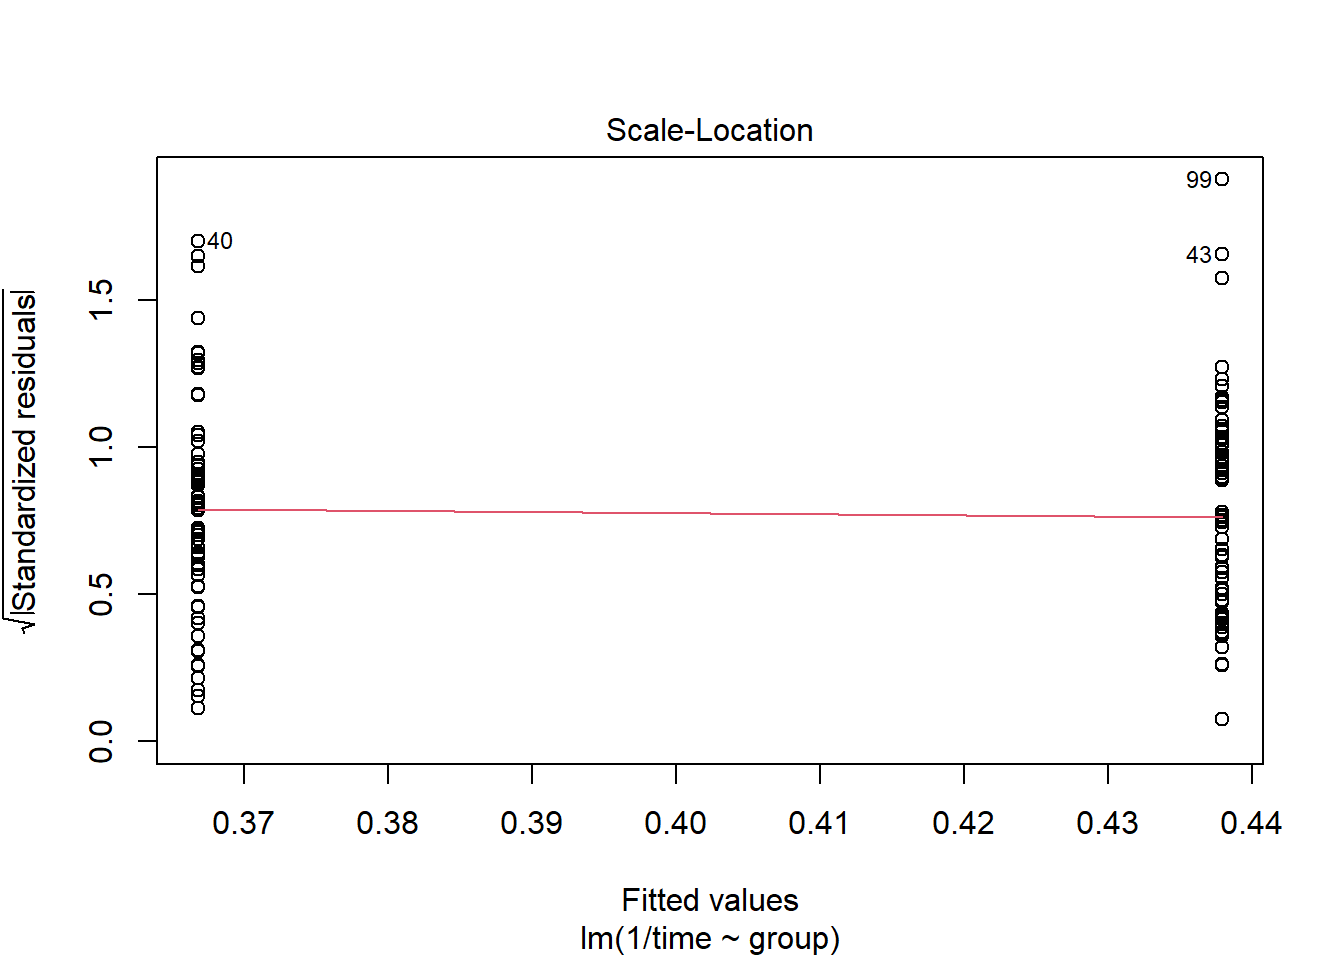 Scale-Location
√|Standardized residuals|
1.5
1.0
0.5
0.0
99
40
43
0.37 0.38 0.39 0.40 0.41 0.42 0.43 0.44
Fitted values
lm(1/time ~ group)